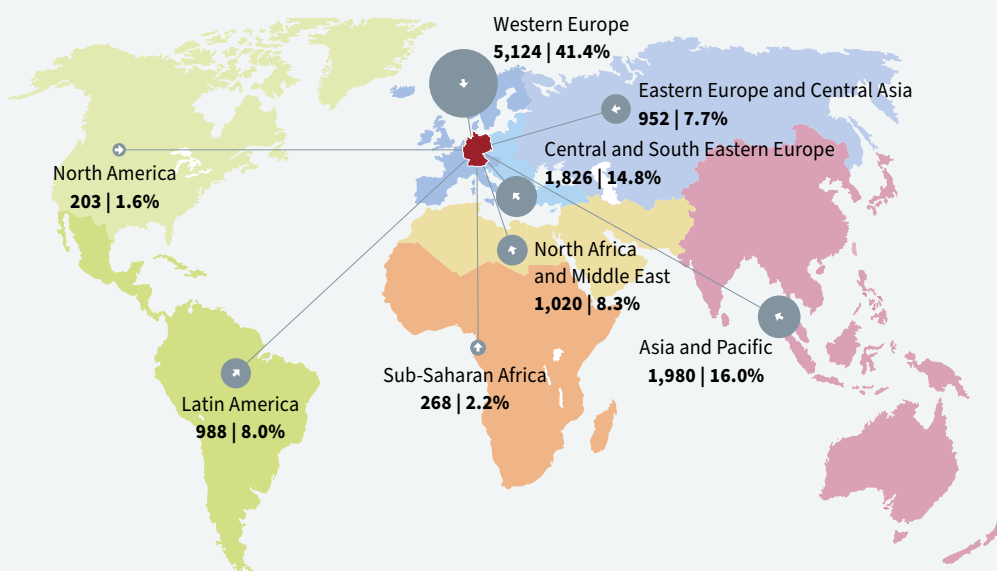 Western Europe
5,124 | 41.4%
Eastern Europe and Central Asia
952 | 7.7%
Central and South Eastern Europe
1,826 | 14.8%
North America
203 | 1.6%
North Africa
and Middle East
1,020 | 8.3%
Asia and Pacific
1,980 | 16.0%
Sub-Saharan Africa
268 | 2.2%
Latin America
988 | 8.0%